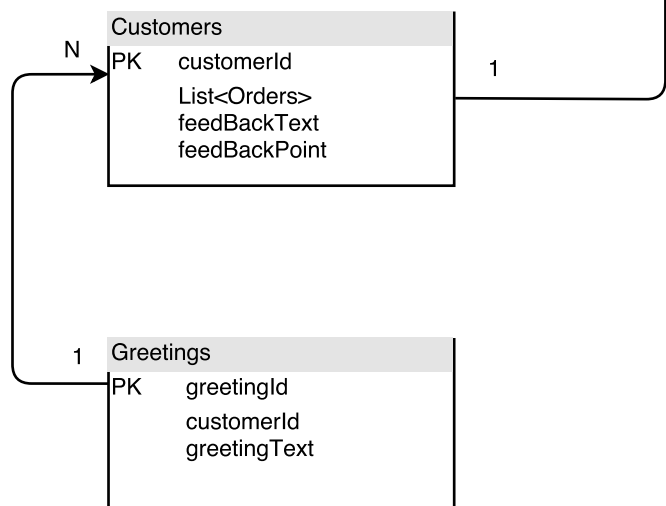 Customers
N
PK customerId
1
List<Orders>
feedBackText
feedBackPoint
1
Greetings
PK greetingId
customerId
greetingText